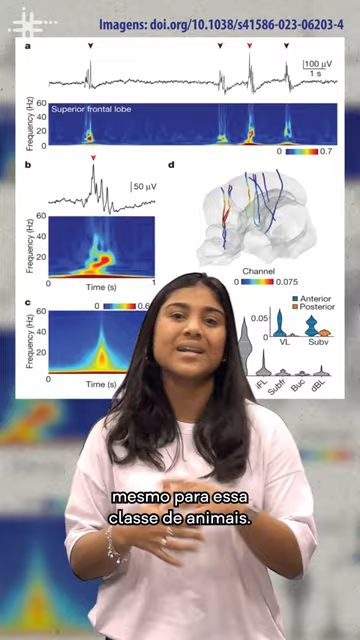 Imagens: doi.org/10.1038/s41586-023-06203-4
a
100 µV
1 s
Superior frontal lobe
Frequency (Hz)
60
40
20
0
0 0.7
b
50 µV
Frequency (Hz)
60
40
20
0
0 1
Time (s)
d
Channel
0 0.075
c
0 0.6
Frequency (Hz)
60
40
20
0
Time (s)
Anterior
Posterior
0.05
0
VL Subv
iFL
Subfr
Buc
dBL
mesmo para essa
classe de animais.